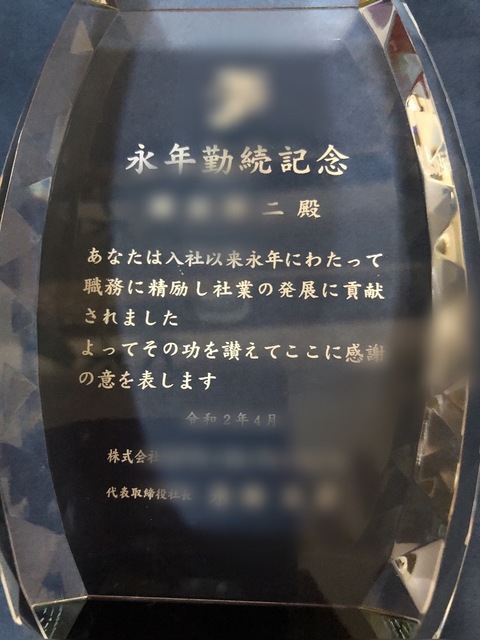 永年勤続記念
二 殿
あなたは入社以来永年にわたって
職務に精励し社業の発展に貢献
されました
よってその功を讃えてここに感謝
の意を表します
令和2年4月
株式会社
代表取締役社長